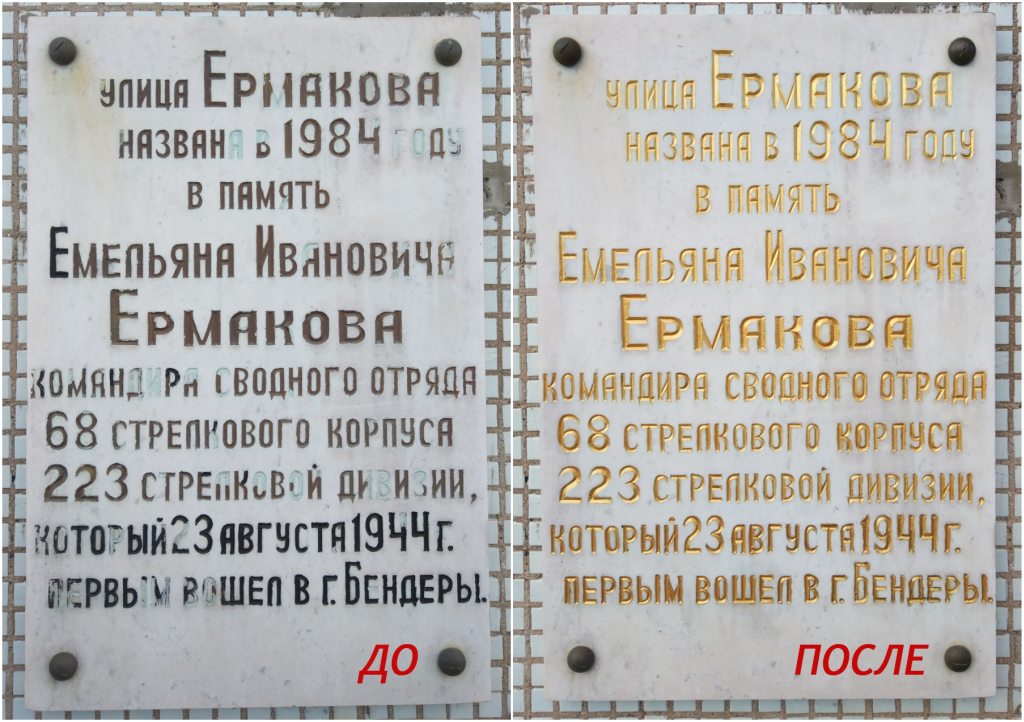 улица Ермакова
названа в 1984 году
в память
Емельяна Ивановича
Ермакова
командира сводного отряда
68 стрелкового корпуса
223 стрелковой дивизии,
который 23 августа 1944 г.
первым вошел в г. Бендеры.
ДО
улица Ермакова
названа в 1984 году
в память
Емельяна Ивановича
Ермакова
командира сводного отряда
68 стрелкового корпуса
223 стрелковой дивизии,
который 23 августа 1944 г.
первым вошел в г. Бендеры.
ПОСЛЕ